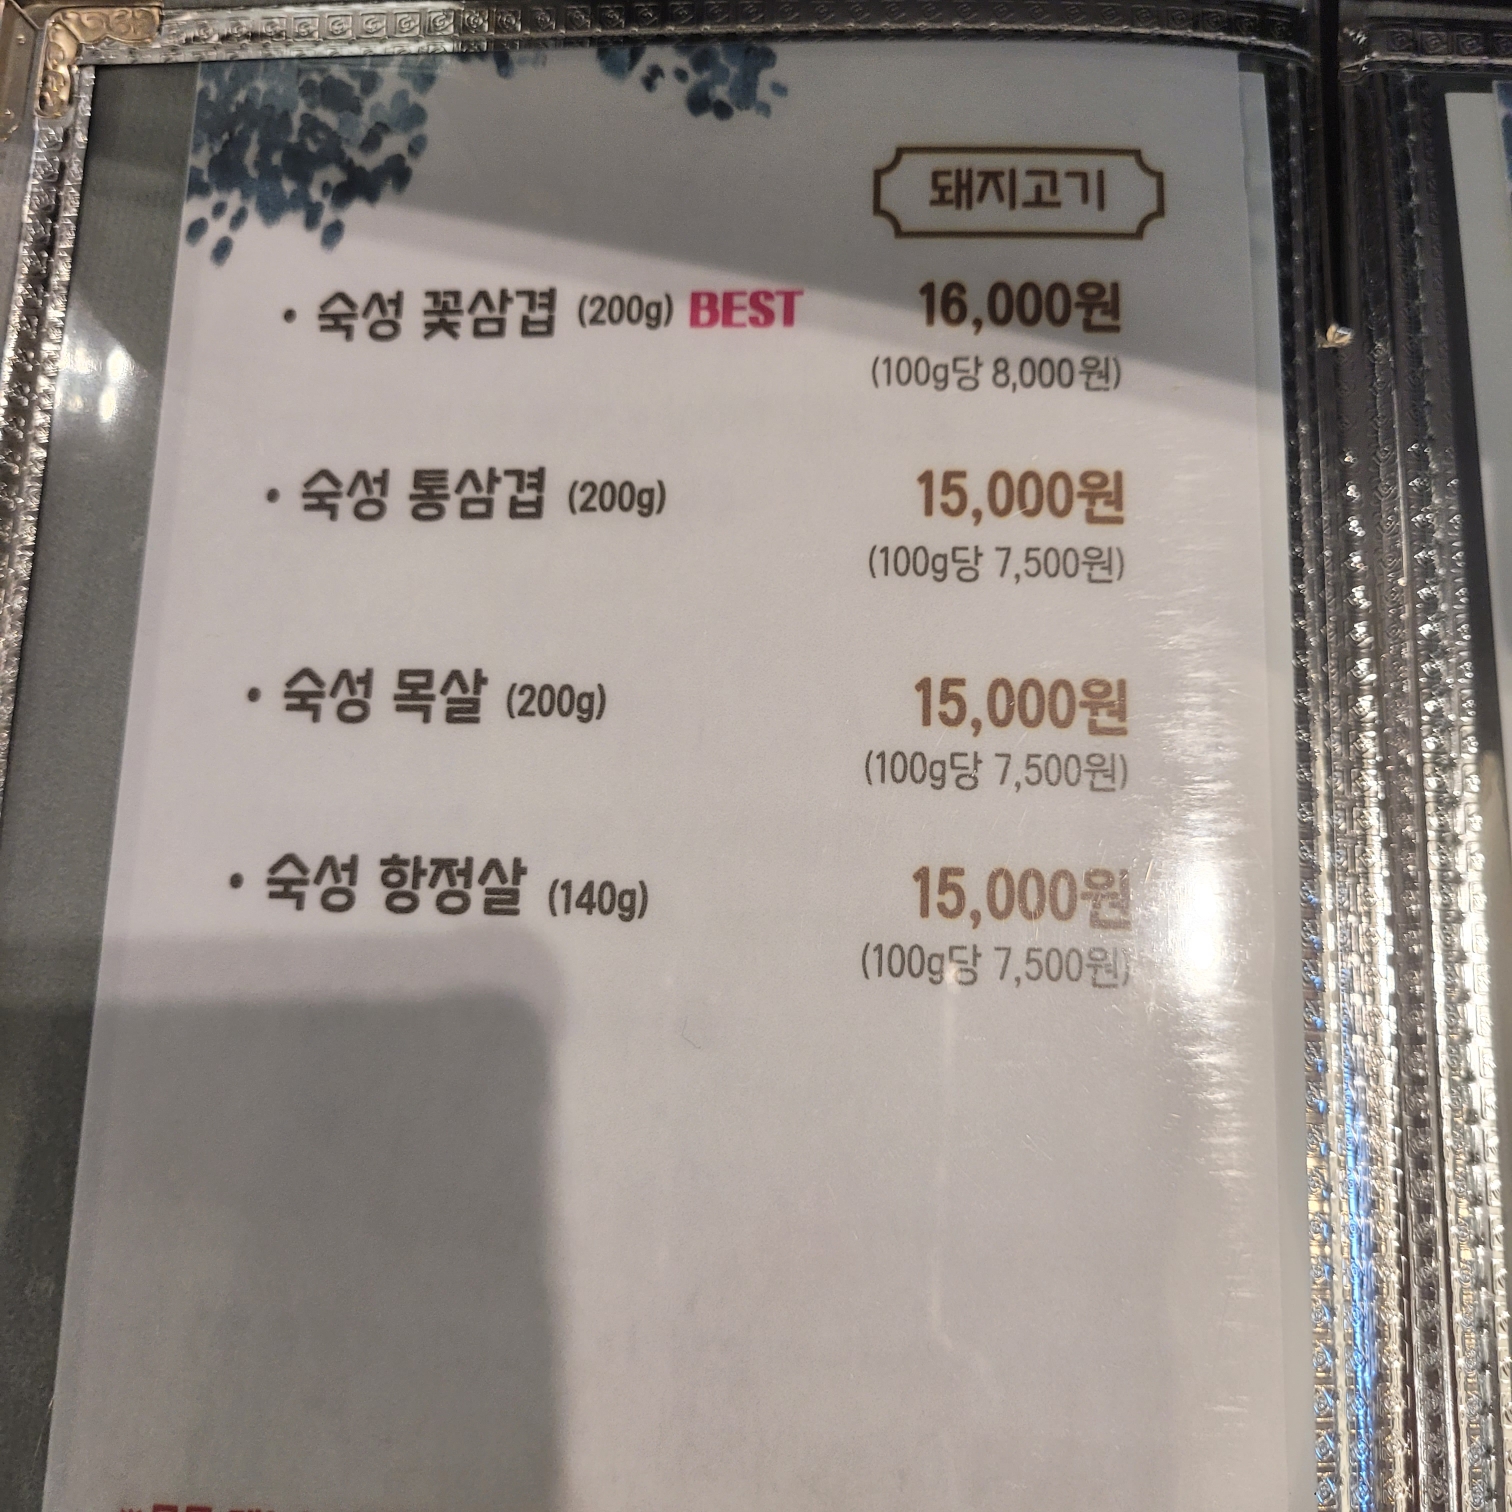 돼지고기
• 숙성 꽃삼겹 (200g) BEST 16,000원
(100g당 8,000원)
• 숙성 통삼겹 (200g) 15,000원
(100g당 7,500원)
• 숙성 목살 (200g) 15,000원
(100g당 7,500원)
• 숙성 항정살 (140g) 15,000원
(100g당 7,500원)